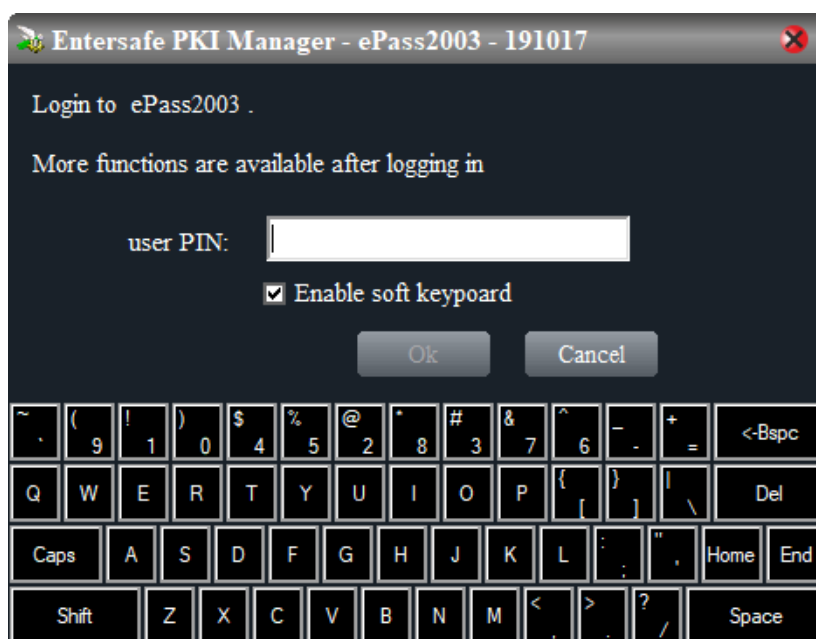 Entersafe PKI Manager - ePass2003 - 191017
Login to ePass2003 .
More functions are available after logging in
user PIN:
Enable soft keypoard
Ok Cancel
~ ` ( 9 ! 1 ) 0 $ 4 % 5 @ 2 * 8 # 3 & 7 ^ 6 _ - + = <-Bspc
Q W E R T Y U I O P { [ } ] | \ Del
Caps A S D F G H J K L : ; " , Home End
Shift Z X C V B N M < , > . ? / Space